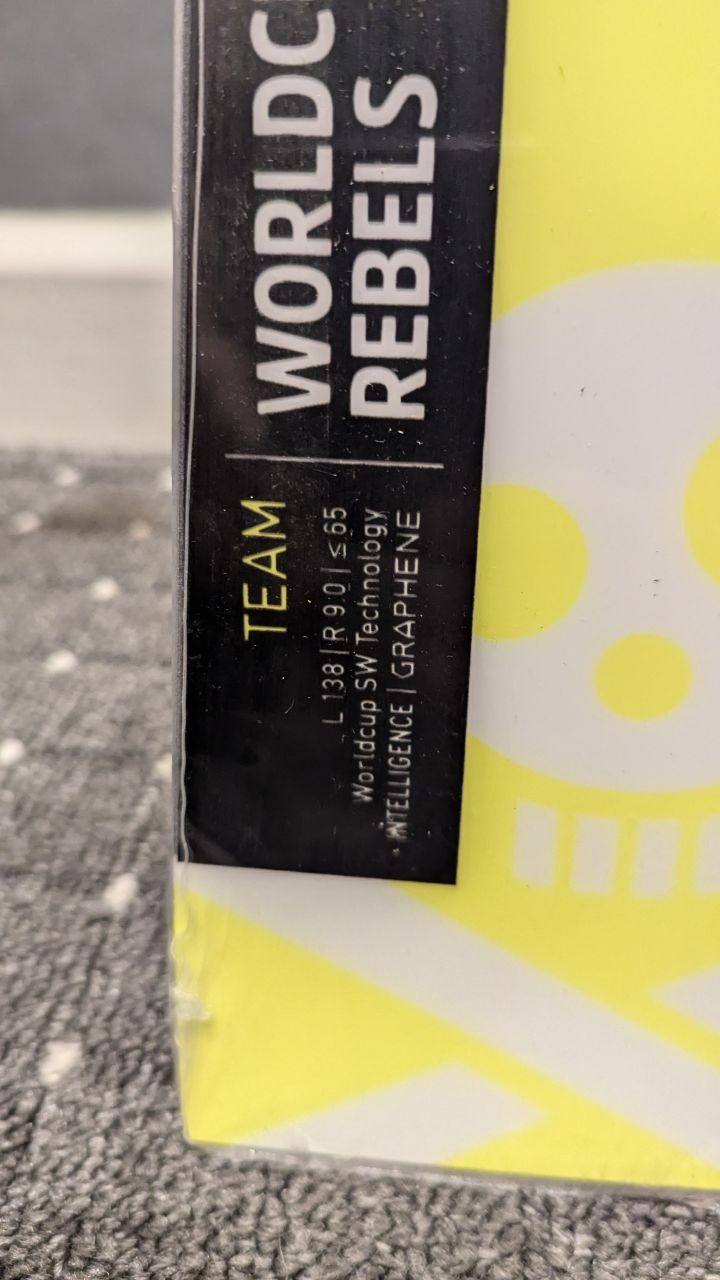 WORLDC
REBELS
TEAM
L 138 | R 9.0 | ≤ 65
Worldcup SW Technology
INTELLIGENCE | GRAPHENE